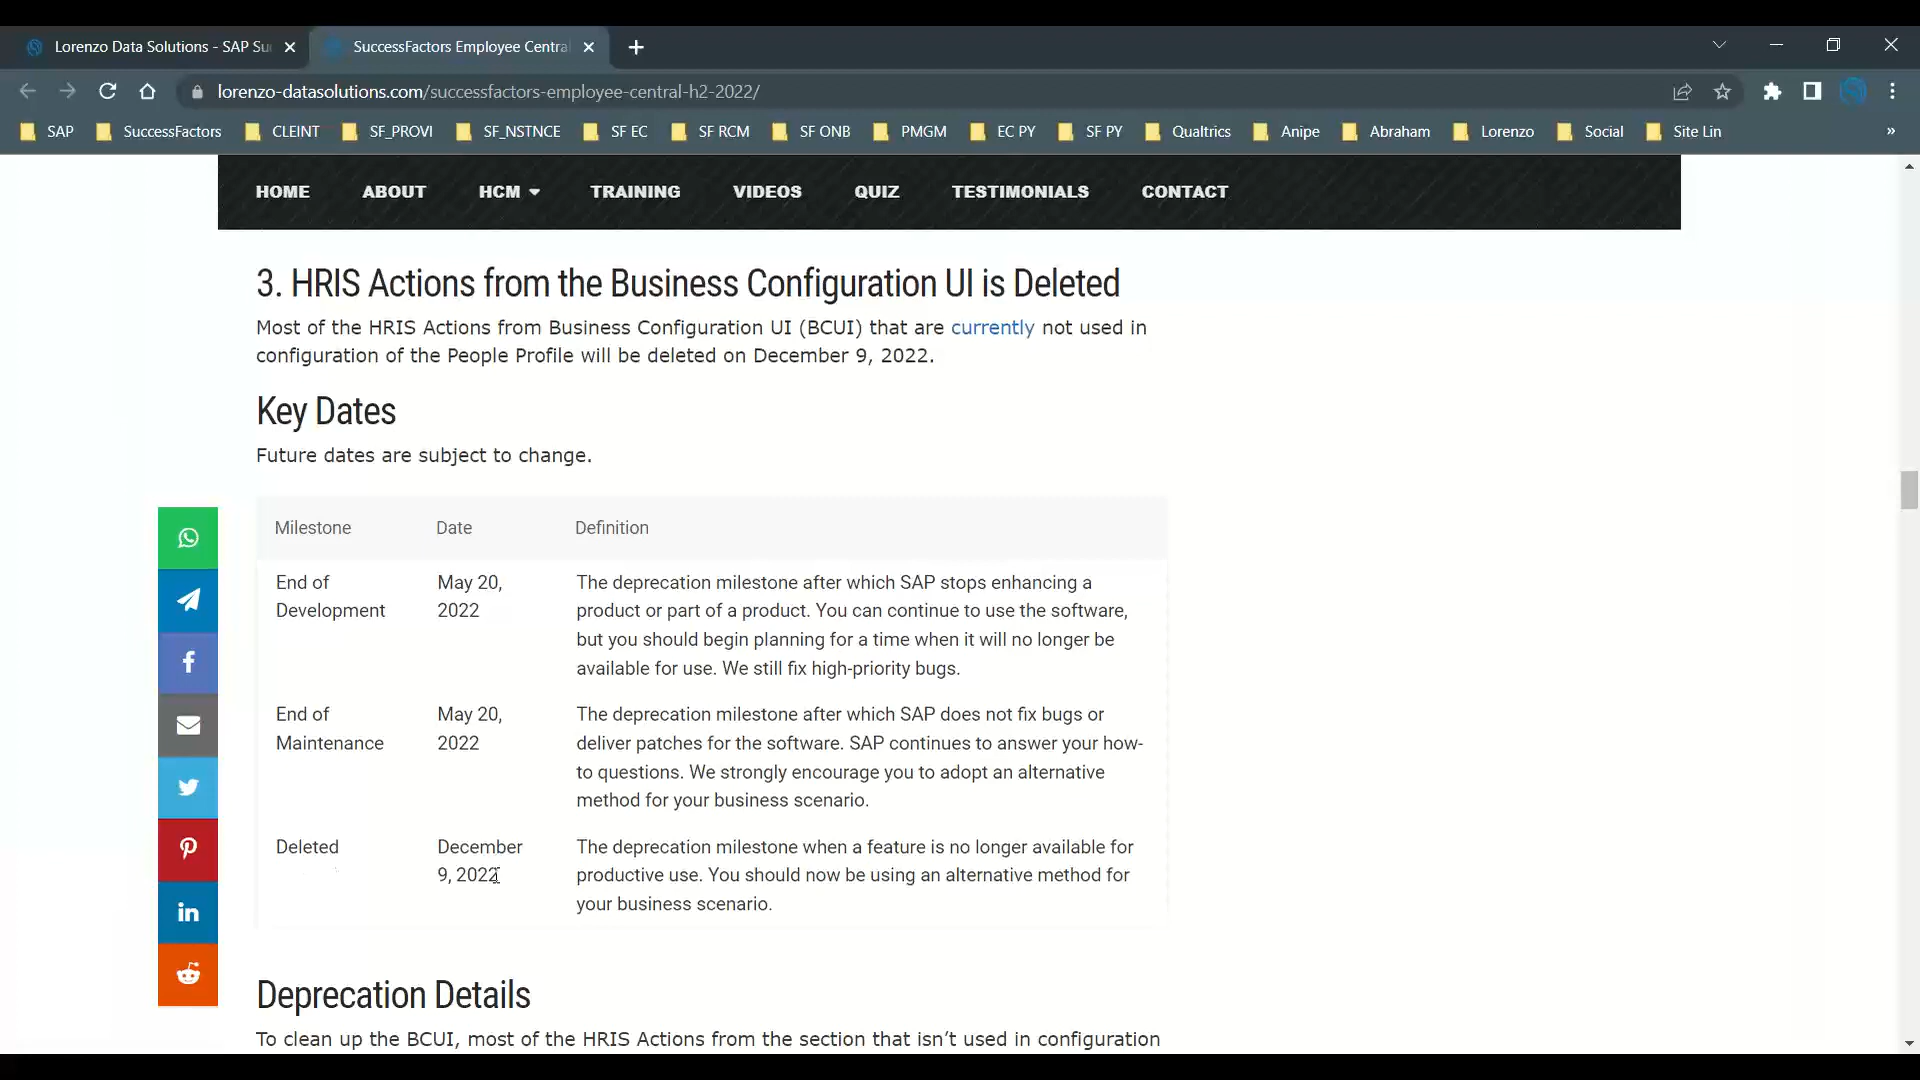 Lorenzo Data Solutions - SAP Su
SuccessFactors Employee Centra
lorenzo-datasolutions.com/successfactors-employee-central-h2-2022/
SAP
SuccessFactors
CLEINT
SF_PROVI
SF_NSTNCE
SF EC
SF RCM
SF ONB
PMGM
EC PY
SF PY
Qualtrics
Anipe
Abraham
Lorenzo
Social
Site Lin
»
HOME
ABOUT
HCM
TRAINING
VIDEOS
QUIZ
TESTIMONIALS
CONTACT
3. HRIS Actions from the Business Configuration UI is Deleted
Most of the HRIS Actions from Business Configuration UI (BCUI) that are currently not used in
configuration of the People Profile will be deleted on December 9, 2022.
Key Dates
Future dates are subject to change.
Milestone
Date
Definition
End of
Development
May 20,
2022
The deprecation milestone after which SAP stops enhancing a
product or part of a product. You can continue to use the software,
but you should begin planning for a time when it will no longer be
available for use. We still fix high-priority bugs.
End of
Maintenance
May 20,
2022
The deprecation milestone after which SAP does not fix bugs or
deliver patches for the software. SAP continues to answer your how-
to questions. We strongly encourage you to adopt an alternative
method for your business scenario.
Deleted
December
9, 2022
The deprecation milestone when a feature is no longer available for
productive use. You should now be using an alternative method for
your business scenario.
Deprecation Details
To clean up the BCUI, most of the HRIS Actions from the section that isn’t used in configuration